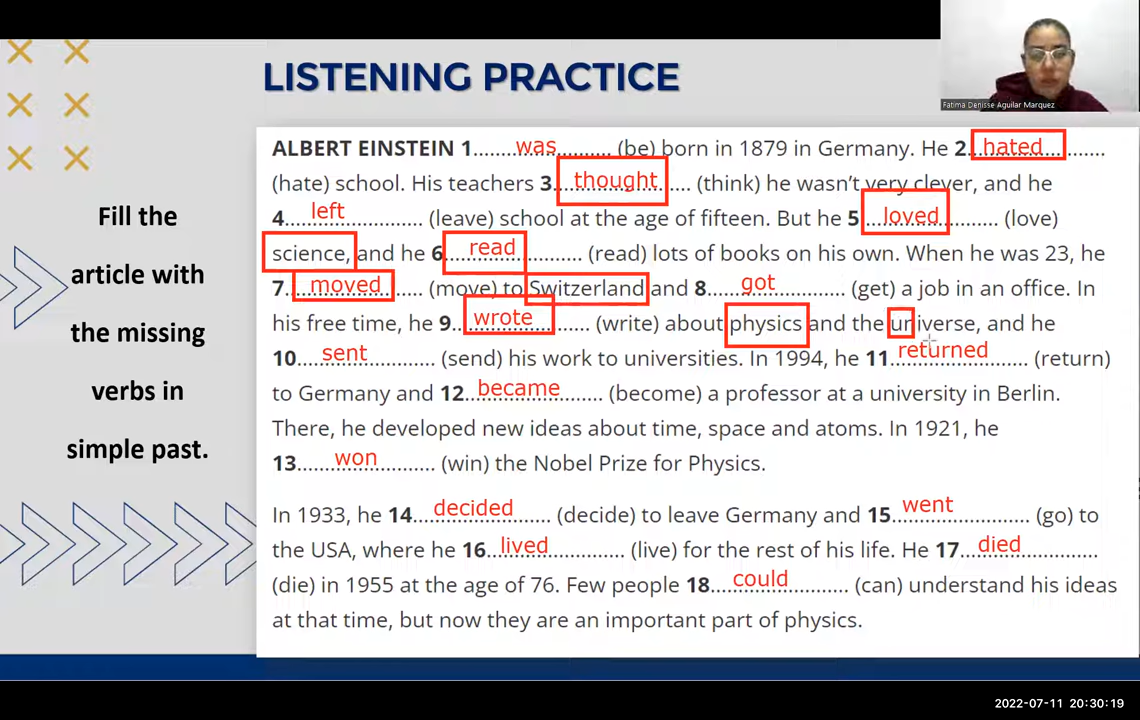 Fatima Denisse Aguilar Marquez
LISTENING PRACTICE
Fill the
article with
the missing
verbs in
simple past.
ALBERT EINSTEIN 1......was......... (be) born in 1879 in Germany. He 2...hated.........
(hate) school. His teachers 3...thought...... (think) he wasn't very clever, and he
4......left............ (leave) school at the age of fifteen. But he 5...loved......... (love)
science, and he 6......read......... (read) lots of books on his own. When he was 23, he
7......moved...... (move) to Switzerland and 8......got............ (get) a job in an office. In
his free time, he 9...wrote......... (write) about physics and the universe, and he
10......sent............ (send) his work to universities. In 1994, he 11...returned......... (return)
to Germany and 12...became......... (become) a professor at a university in Berlin.
There, he developed new ideas about time, space and atoms. In 1921, he
13......won......... (win) the Nobel Prize for Physics.
In 1933, he 14...decided...... (decide) to leave Germany and 15...went............ (go) to
the USA, where he 16...lived............ (live) for the rest of his life. He 17...died............
(die) in 1955 at the age of 76. Few people 18...could......... (can) understand his ideas
at that time, but now they are an important part of physics.
2022-07-11 20:30:19